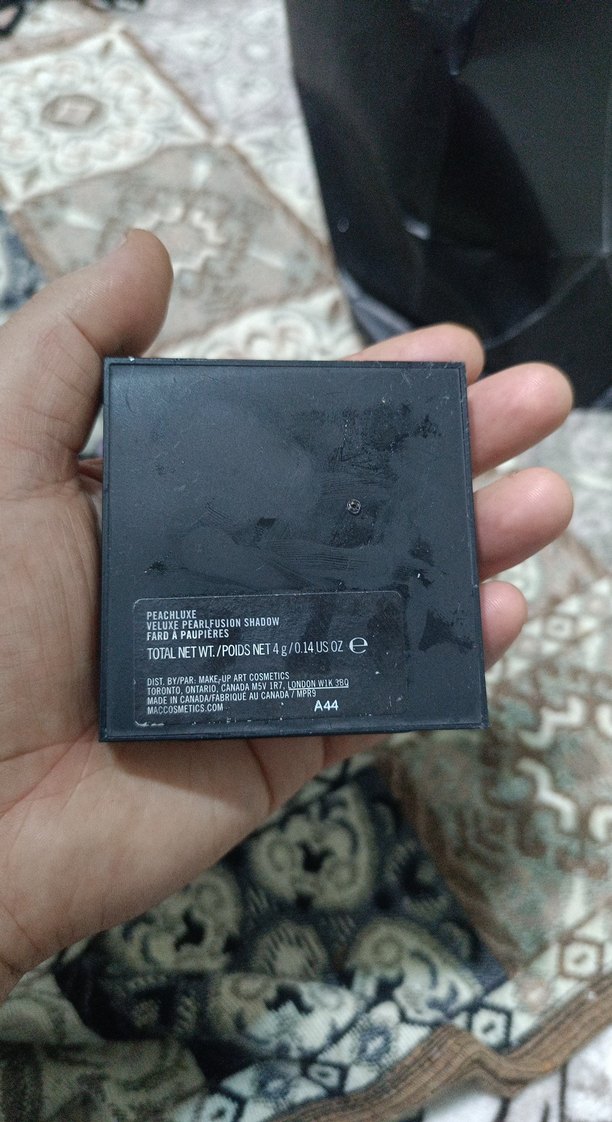 PEACHLUXE
VELUXE PEARLFUSION SHADOW
FARD À PAUPIÈRES
TOTAL NET WT./POIDS NET 4 g/0.14 US OZ ℮
DIST. BY/PAR: MAKE-UP ART COSMETICS
TORONTO, ONTARIO, CANADA M5V 1R7, LONDON W1K 3BQ
MADE IN CANADA/FABRIQUÉ AU CANADA / MPR9
MACCOSMETICS.COM A44